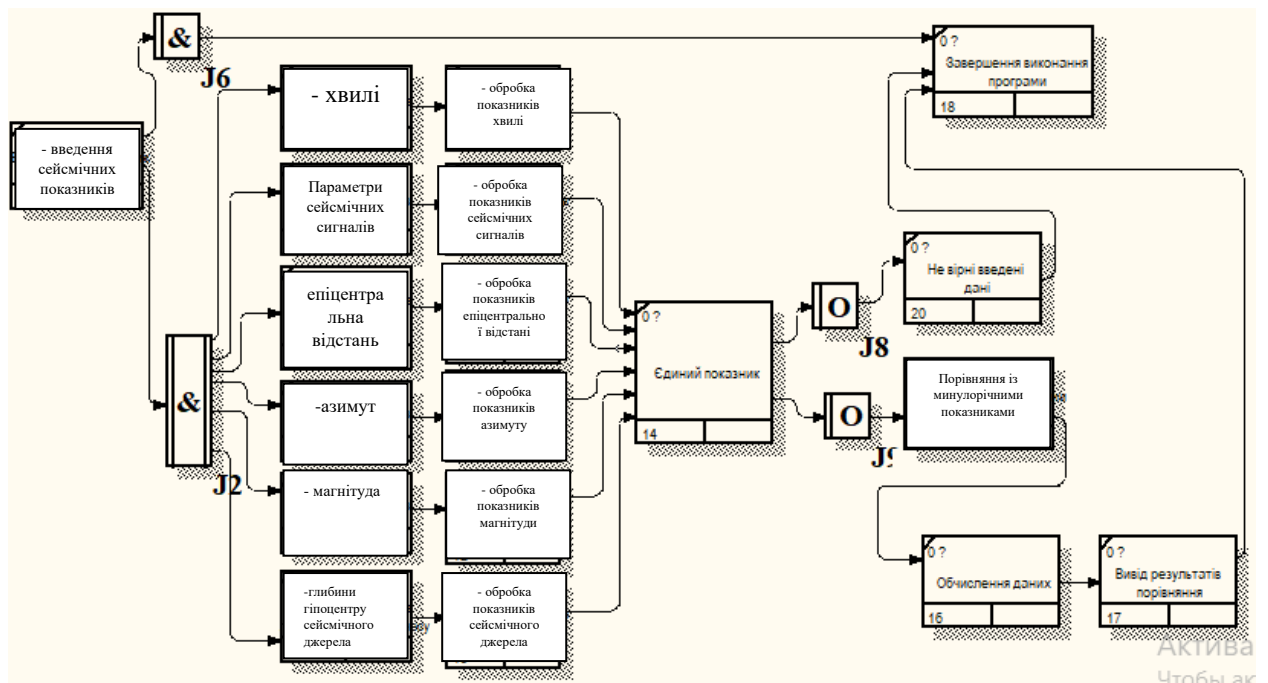 &
J6
- введення
сейсмічних
показників
&
J2
- хвилі
- обробка
показників
хвилі
Параметри
сейсмічних
сигналів
- обробка
показників
сейсмічних
сигналів
епіцентра
льна
відстань
- обробка
показників
епіцентрально
ї відстані
-азимут
- обробка
показників
азимуту
- магнітуда
- обробка
показників
магнітуди
-глибини
гіпоцентру
сейсмічного
джерела
- обробка
показників
сейсмічного
джерела
0 ?
Єдиний показник
14
O
J8
O
J9
0 ?
Завершення виконання
програми
18
0 ?
Не вірні введені
дані
20
Порівняння із
минулорічними
показниками
0 ?
Обчислення даних
16
0 ?
Вивід результатів
порівняння
17
Актива
Чтобы ак